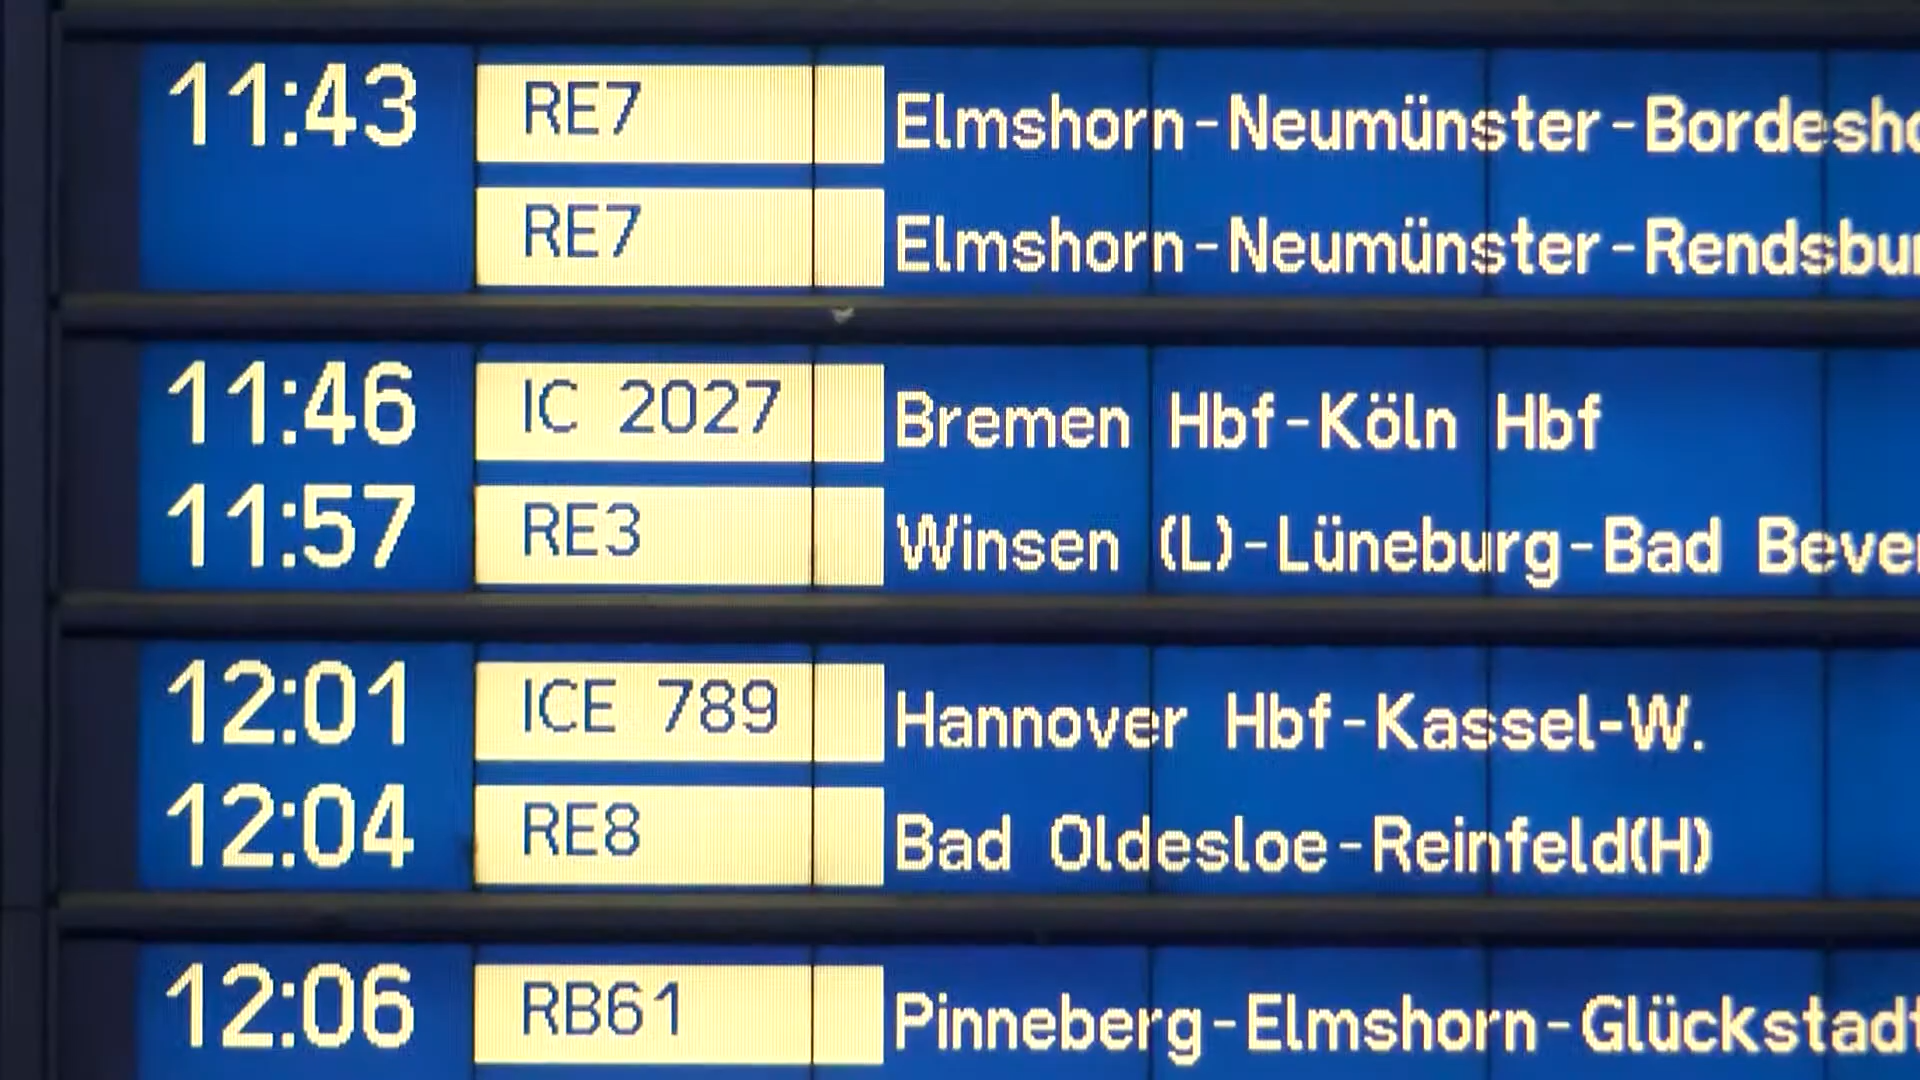 11:43 RE7 Elmshorn-Neumünster-Bordesho
RE7 Elmshorn-Neumünster-Rendsbur
11:46 IC 2027 Bremen Hbf-Köln Hbf
11:57 RE3 Winsen (L)-Lüneburg-Bad Beve
12:01 ICE 789 Hannover Hbf-Kassel-W.
12:04 RE8 Bad Oldesloe-Reinfeld(H)
12:06 RB61 Pinneberg-Elmshorn-Glückstadt